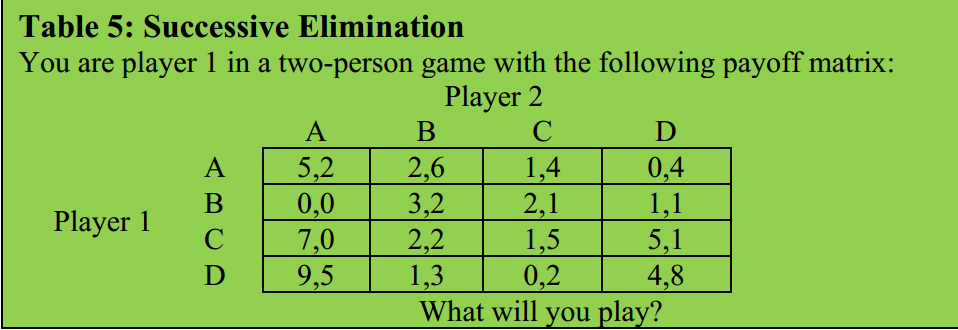 Table 5: Successive Elimination
You are player 1 in a two-person game with the following payoff matrix:
Player 2
A B C D
A 5,2 2,6 1,4 0,4
B 0,0 3,2 2,1 1,1
Player 1
C 7,0 2,2 1,5 5,1
D 9,5 1,3 0,2 4,8
What will you play?